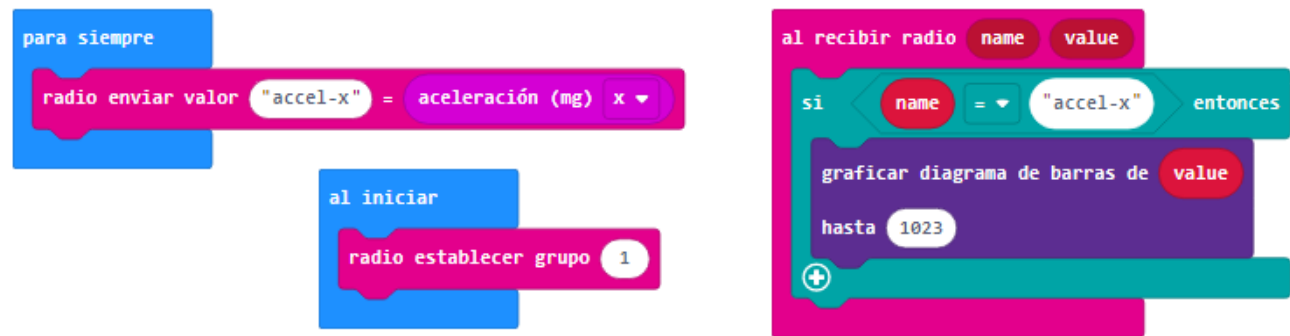 para siempre
radio enviar valor "accel-x" = aceleración (mg) x
al iniciar
radio establecer grupo 1
al recibir radio name value
si name = "accel-x" entonces
graficar diagrama de barras de value
hasta 1023